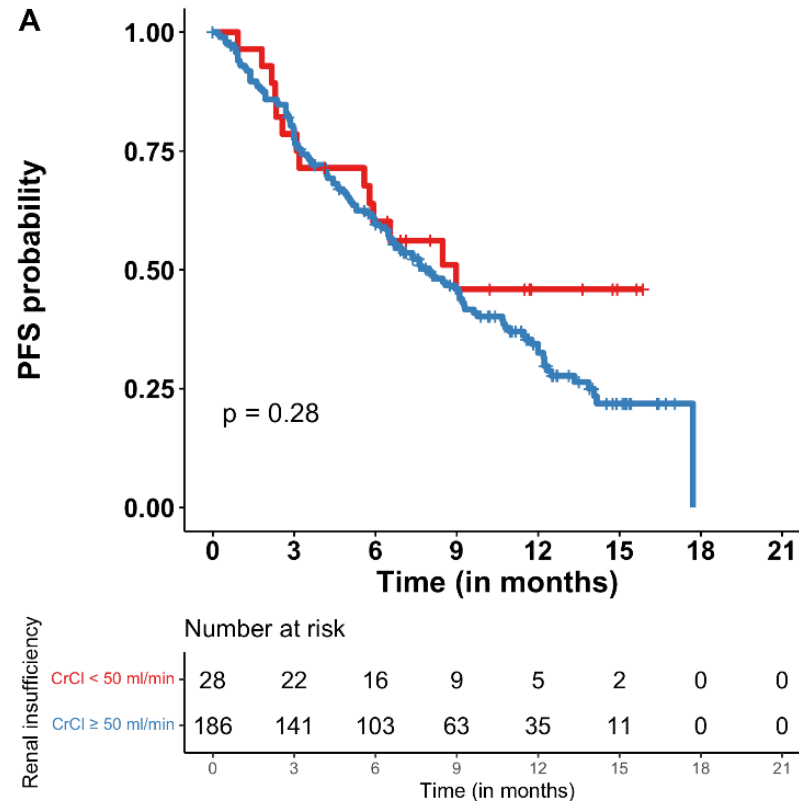 A
PFS probability
1.00
0.75
0.50
0.25
0.00
p = 0.28
0 3 6 9 12 15 18 21
Time (in months)
Number at risk
Renal insufficiency
CrCl < 50 ml/min 28 22 16 9 5 2 0 0
CrCl ≥ 50 ml/min 186 141 103 63 35 11 0 0
0 3 6 9 12 15 18 21
Time (in months)